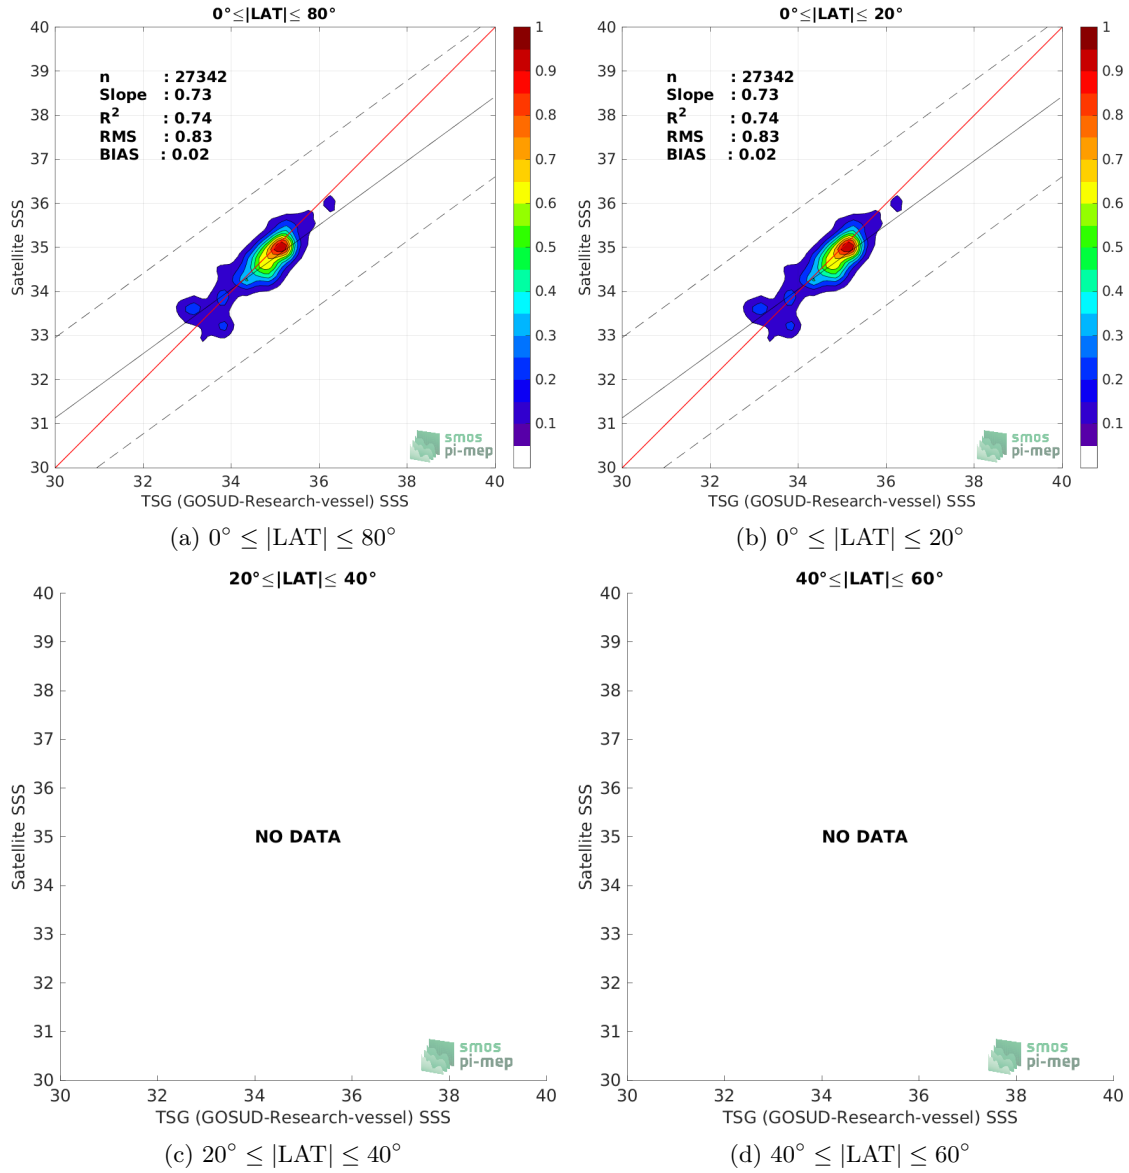 0°≤|LAT|≤ 80°
40
39
38
37
36
35
34
33
32
31
30
Satellite SSS
n : 27342
Slope : 0.73
R² : 0.74
RMS : 0.83
BIAS : 0.02
smos
pi-mep
30 32 34 36 38 40
TSG (GOSUD-Research-vessel) SSS
1
0.9
0.8
0.7
0.6
0.5
0.4
0.3
0.2
0.1
(a) 0° ≤ |LAT| ≤ 80°
0°≤|LAT|≤ 20°
40
39
38
37
36
35
34
33
32
31
30
Satellite SSS
n : 27342
Slope : 0.73
R² : 0.74
RMS : 0.83
BIAS : 0.02
smos
pi-mep
30 32 34 36 38 40
TSG (GOSUD-Research-vessel) SSS
1
0.9
0.8
0.7
0.6
0.5
0.4
0.3
0.2
0.1
(b) 0° ≤ |LAT| ≤ 20°
20°≤|LAT|≤ 40°
40
39
38
37
36
35
34
33
32
31
30
Satellite SSS
NO DATA
smos
pi-mep
30 32 34 36 38 40
TSG (GOSUD-Research-vessel) SSS
(c) 20° ≤ |LAT| ≤ 40°
40°≤|LAT|≤ 60°
40
39
38
37
36
35
34
33
32
31
30
Satellite SSS
NO DATA
smos
pi-mep
30 32 34 36 38 40
TSG (GOSUD-Research-vessel) SSS
(d) 40° ≤ |LAT| ≤ 60°